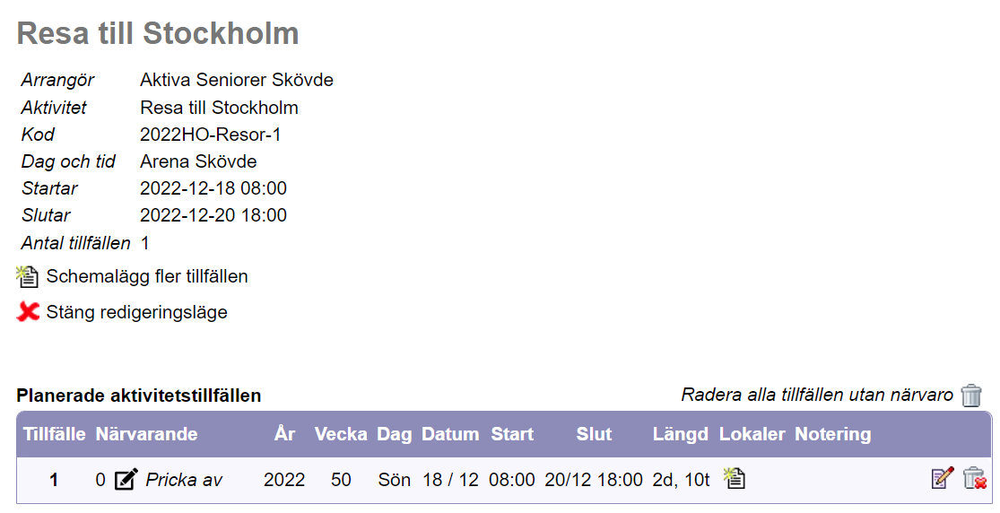 Resa till Stockholm
Arrangör Aktiva Seniorer Skövde
Aktivitet Resa till Stockholm
Kod 2022HO-Resor-1
Dag och tid Arena Skövde
Startar 2022-12-18 08:00
Slutar 2022-12-20 18:00
Antal tillfällen 1
Schemalägg fler tillfällen
Stäng redigeringsläge
Planerade aktivitetstillfällen Radera alla tillfällen utan närvaro
Tillfälle Närvarande År Vecka Dag Datum Start Slut Längd Lokaler Notering
1 0 Pricka av 2022 50 Sön 18 / 12 08:00 20/12 18:00 2d, 10t